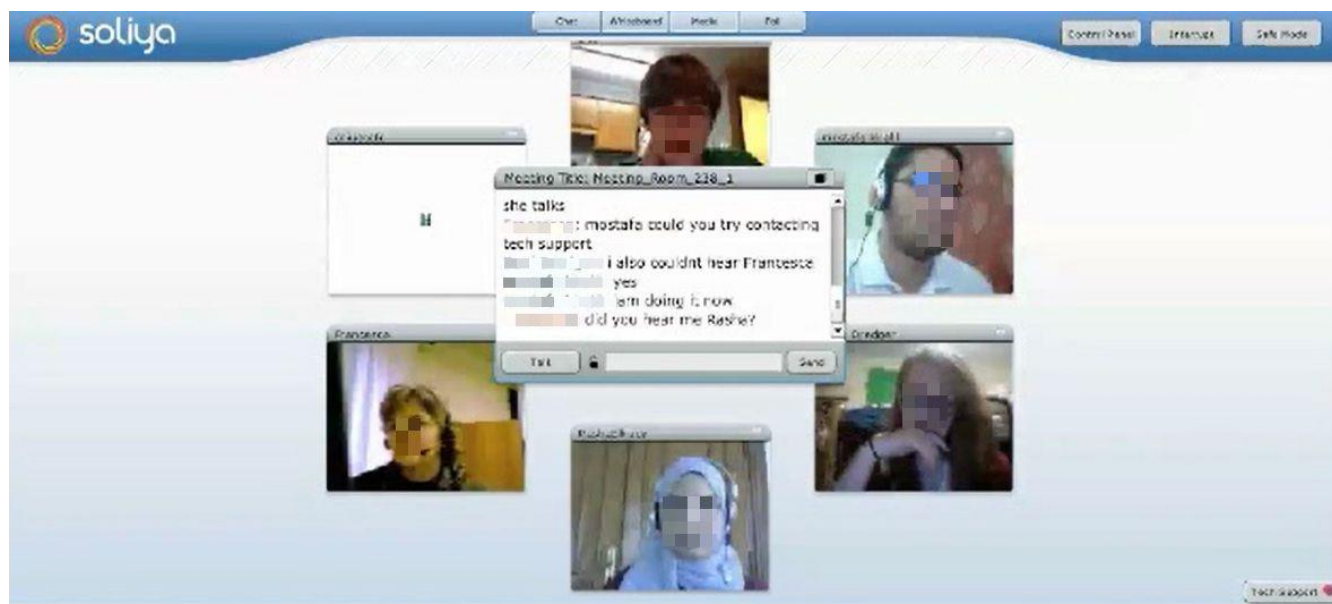 soliya
Chat Whiteboard Media Poll
Control Panel Interrupt Safe Mode
Meeting Title: Meeting_Room_238_1
she talks
: mostafa could you try contacting
tech support
i also couldnt hear Francesca
yes
iam doing it now
did you hear me Rasha?
Francesca
Talk Send
Tech Support